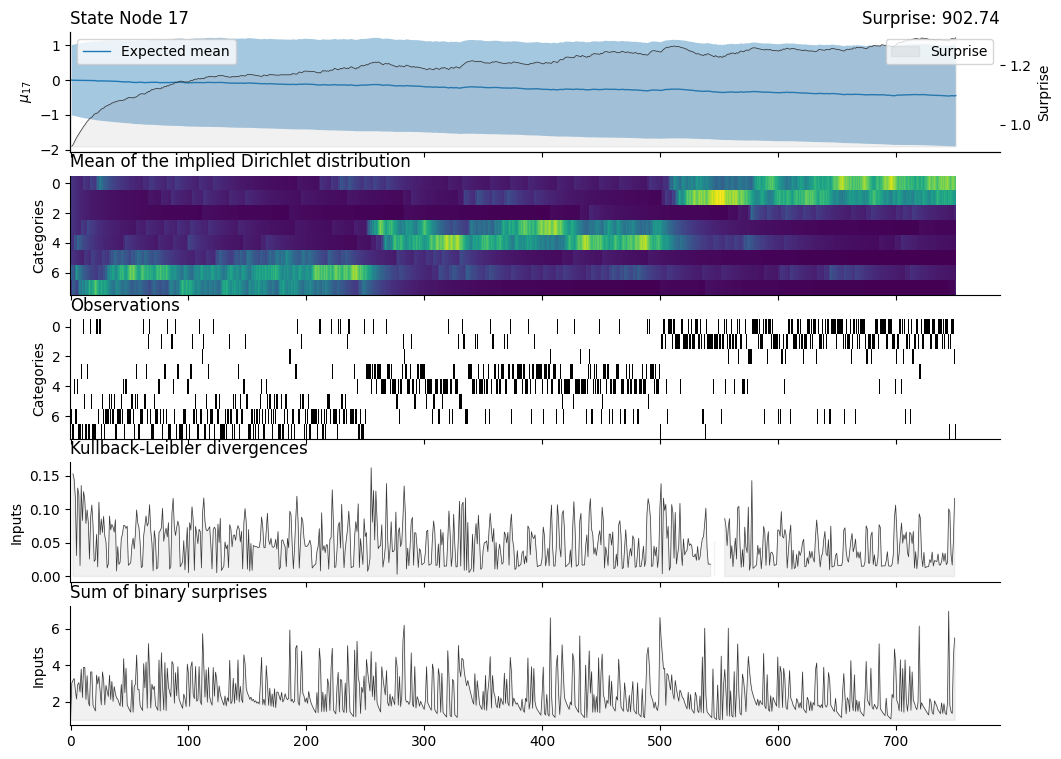 State Node 17
Surprise: 902.74
Expected mean
Surprise
1
0
−1
−2
μ17
1.2
1.0
Surprise
Mean of the implied Dirichlet distribution
0
2
4
6
Categories
Observations
0
2
4
6
Categories
Kullback-Leibler divergences
0.15
0.10
0.05
0.00
Inputs
Sum of binary surprises
6
4
2
Inputs
0
100
200
300
400
500
600
700